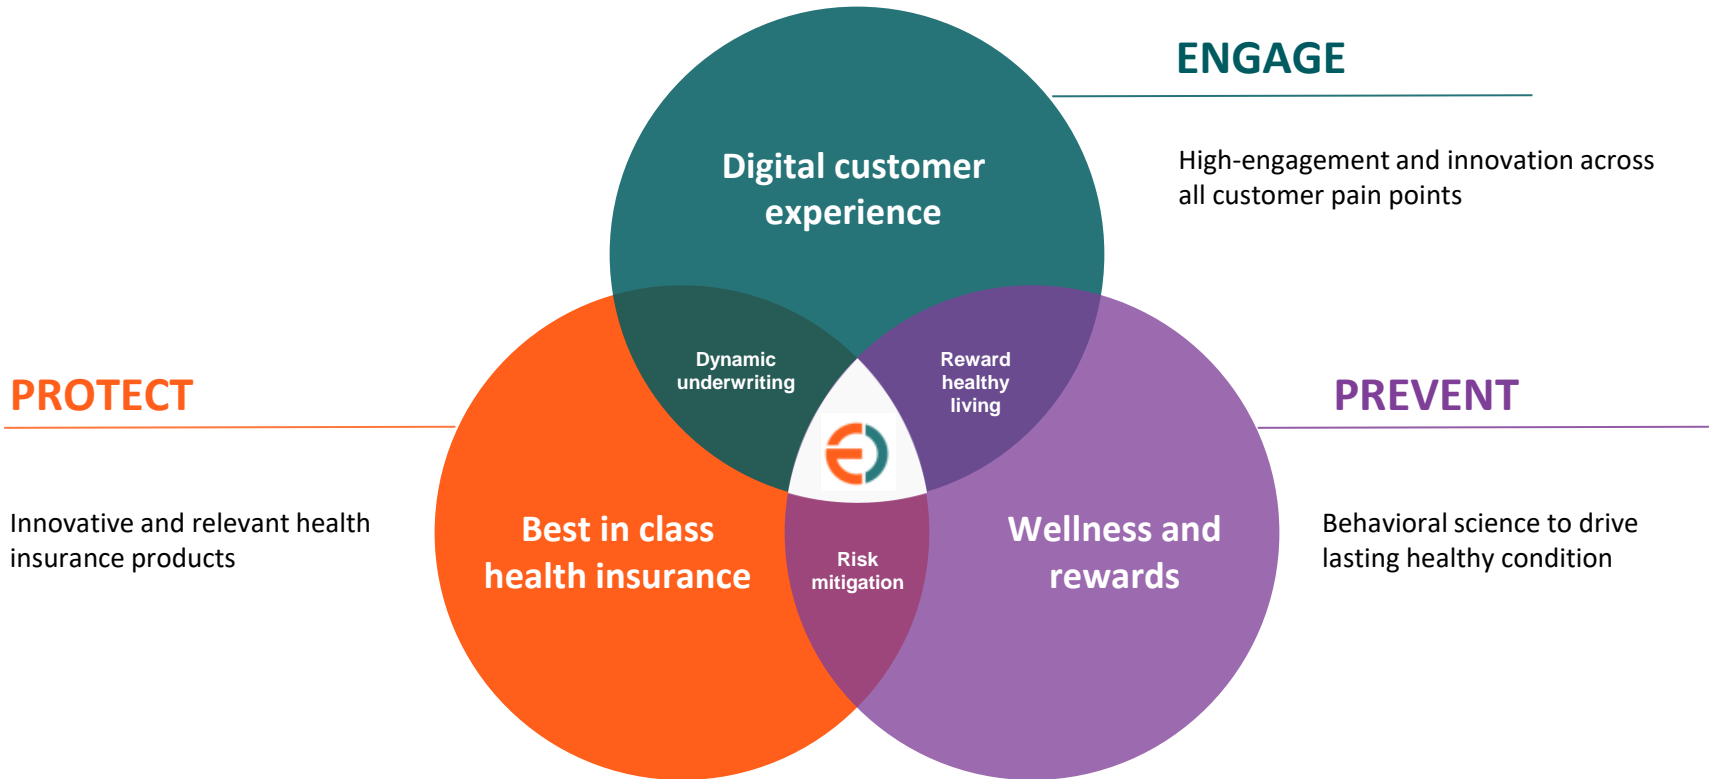 ENGAGE
High-engagement and innovation across
all customer pain points
Digital customer
experience
Dynamic
underwriting
Reward
healthy
living
PROTECT
Innovative and relevant health
insurance products
PREVENT
Behavioral science to drive
lasting healthy condition
Best in class
health insurance
Risk
mitigation
Wellness and
rewards